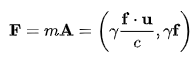 F = mA = (γ f · u / c, γf)